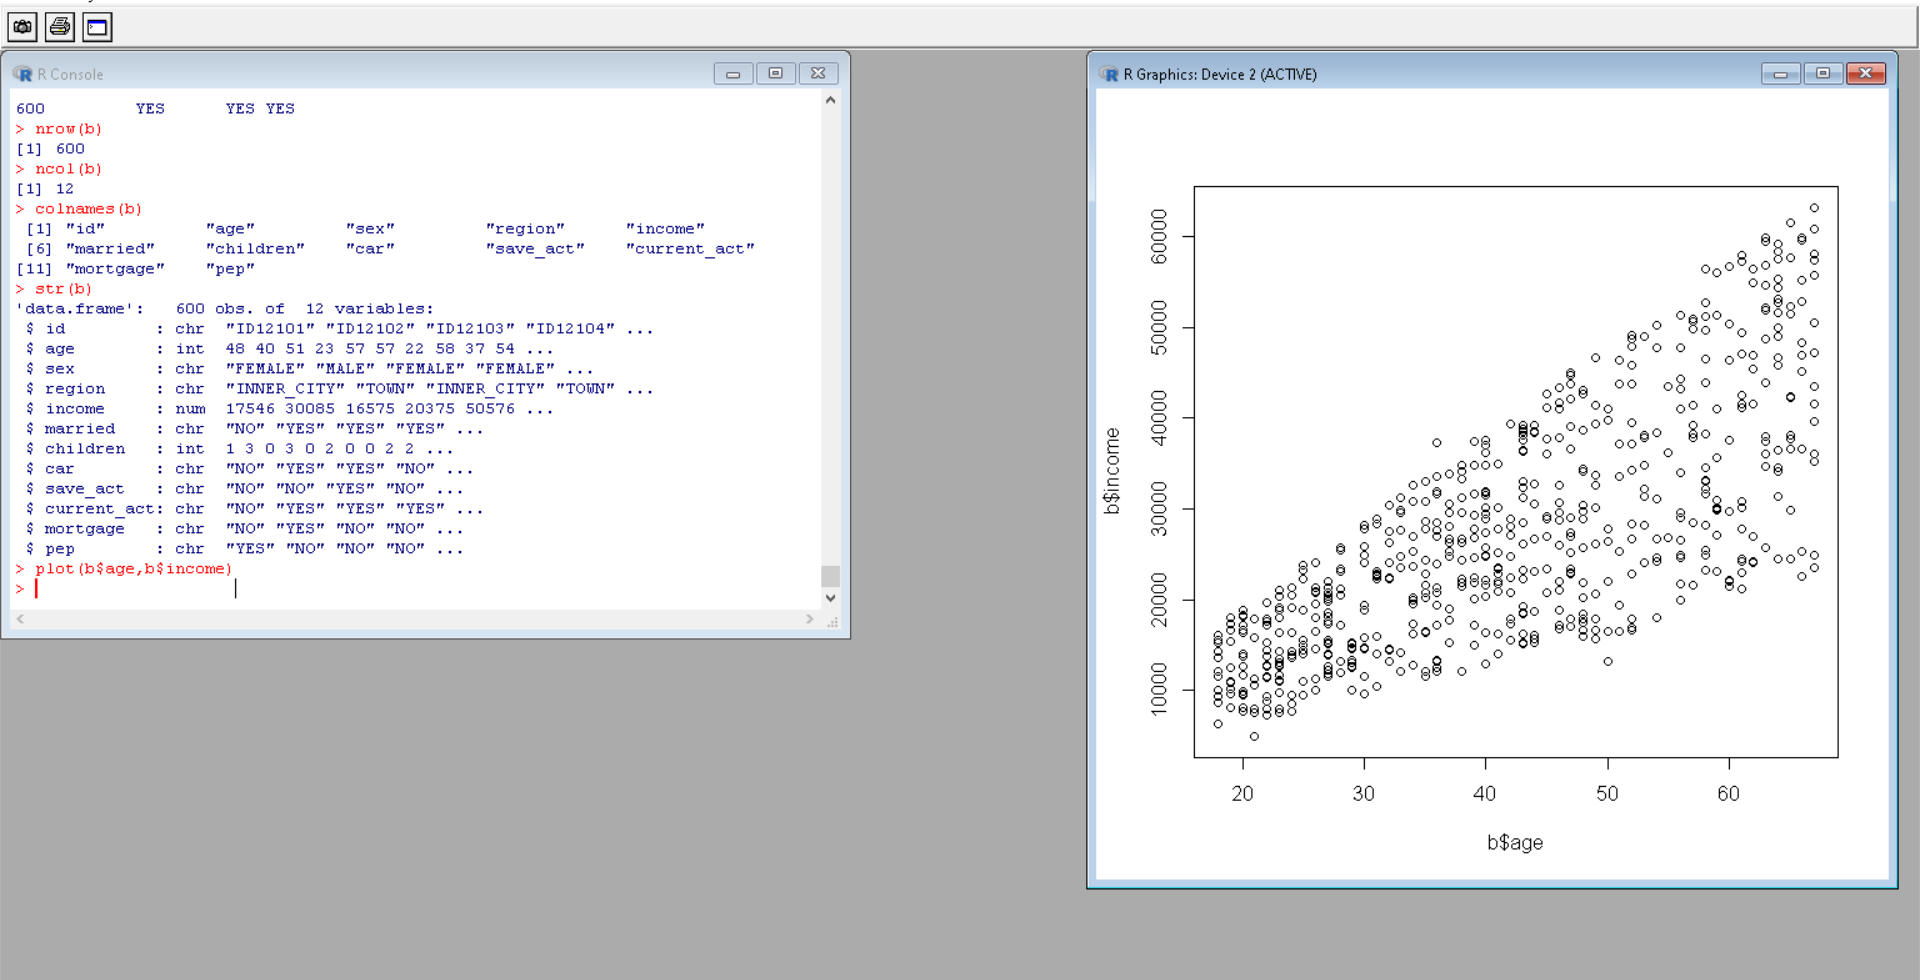 R Console
600 YES YES YES
> nrow(b)
[1] 600
> ncol(b)
[1] 12
> colnames(b)
[1] "id" "age" "sex" "region" "income"
[6] "married" "children" "car" "save_act" "current_act"
[11] "mortgage" "pep"
> str(b)
'data.frame': 600 obs. of 12 variables:
$ id : chr "ID12101" "ID12102" "ID12103" "ID12104" ...
$ age : int 48 40 51 23 57 57 22 58 37 54 ...
$ sex : chr "FEMALE" "MALE" "FEMALE" "FEMALE" ...
$ region : chr "INNER_CITY" "TOWN" "INNER_CITY" "TOWN" ...
$ income : num 17546 30085 16575 20375 50576 ...
$ married : chr "NO" "YES" "YES" "YES" ...
$ children : int 1 3 0 3 0 2 0 0 2 2 ...
$ car : chr "NO" "YES" "YES" "NO" ...
$ save_act : chr "NO" "NO" "YES" "NO" ...
$ current_act: chr "NO" "YES" "YES" "YES" ...
$ mortgage : chr "NO" "YES" "NO" "NO" ...
$ pep : chr "YES" "NO" "NO" "NO" ...
> plot(b$age,b$income)
>
R Graphics: Device 2 (ACTIVE)
60000
50000
40000
30000
20000
10000
b$income
20 30 40 50 60
b$age